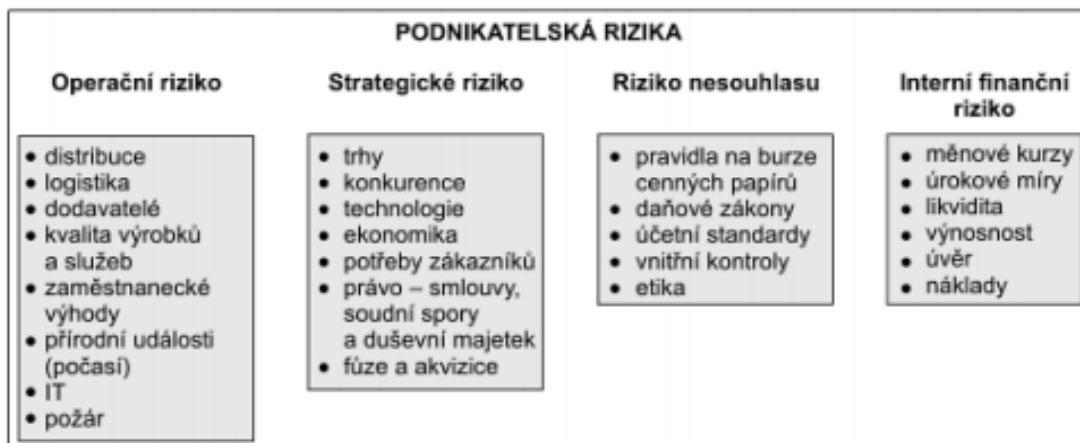 PODNIKATELSKÁ RIZIKA
Operační riziko
• distribuce
• logistika
• dodavatelé
• kvalita výrobků
a služeb
• zaměstnanecké
výhody
• přírodní události
(počasí)
• IT
• požár
Strategické riziko
• trhy
• konkurence
• technologie
• ekonomika
• potřeby zákazníků
• právo – smlouvy,
soudní spory
a duševní majetek
• fúze a akvizice
Riziko nesouhlasu
• pravidla na burze
cenných papírů
• daňové zákony
• účetní standardy
• vnitřní kontroly
• etika
Interní finanční
riziko
• měnové kurzy
• úrokové míry
• likvidita
• výnosnost
• úvěr
• náklady